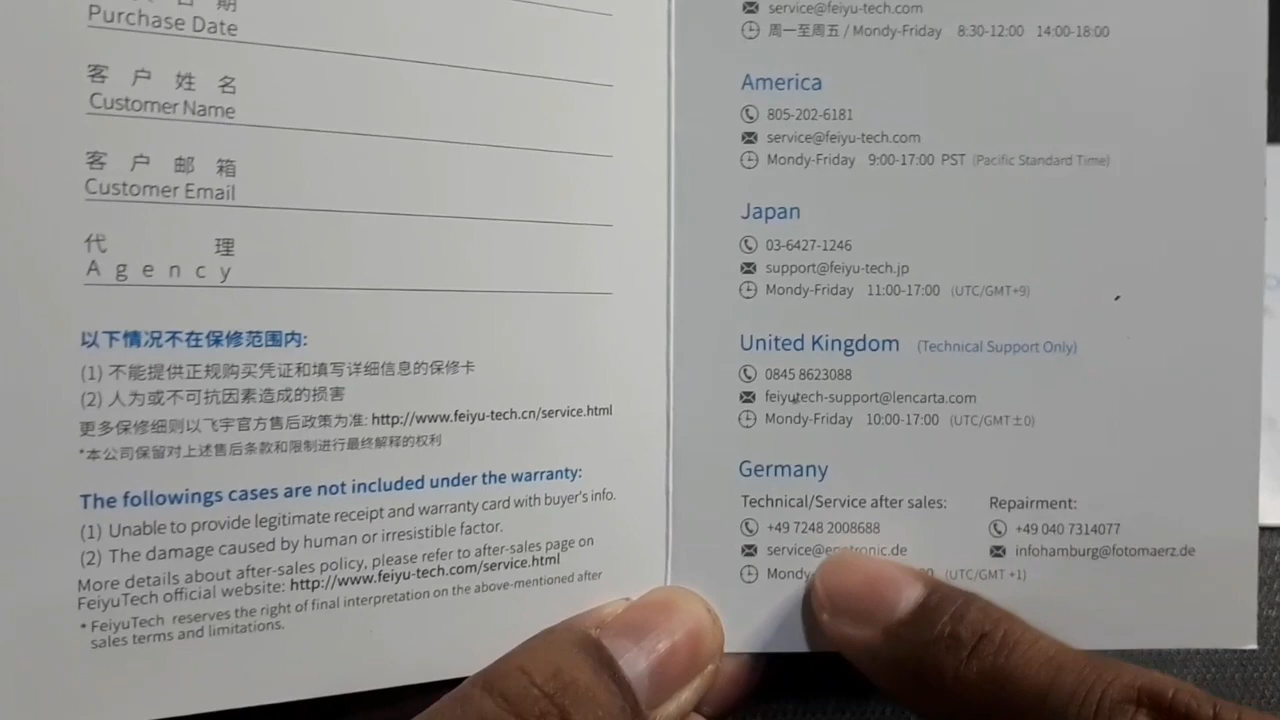 期
Purchase Date
客 户 姓 名
Customer Name
客 户 邮 箱
Customer Email
代 理
Agency
以下情况不在保修范围内:
(1) 不能提供正规购买凭证和填写详细信息的保修卡
(2) 人为或不可抗因素造成的损害
更多保修细则以飞宇官方售后政策为准: http://www.feiyu-tech.cn/service.html
*本公司保留对上述售后条款和限制进行最终解释的权利
The followings cases are not included under the warranty:
(1) Unable to provide legitimate receipt and warranty card with buyer's info.
(2) The damage caused by human or irresistible factor.
More details about after-sales policy, please refer to after-sales page on
FeiyuTech official website: http://www.feiyu-tech.com/service.html
* FeiyuTech reserves the right of final interpretation on the above-mentioned after
sales terms and limitations.
service@feiyu-tech.com
周一至周五 / Mondy-Friday 8:30-12:00 14:00-18:00
America
805-202-6181
service@feiyu-tech.com
Mondy-Friday 9:00-17:00 PST (Pacific Standard Time)
Japan
03-6427-1246
support@feiyu-tech.jp
Mondy-Friday 11:00-17:00 (UTC/GMT+9)
United Kingdom (Technical Support Only)
0845 8623088
feiyutech-support@lencarta.com
Mondy-Friday 10:00-17:00 (UTC/GMT±0)
Germany
Technical/Service after sales: Repairment:
+49 7248 2008688 +49 040 7314077
infohamburg@fotomaerz.de
Mondy (UTC/GMT +1)